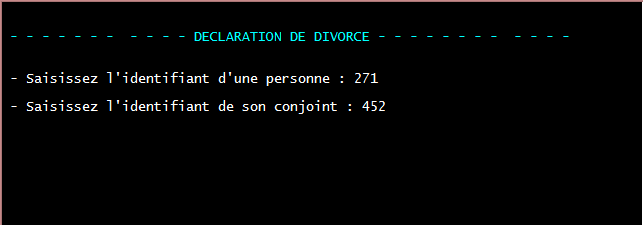 - - - - - - -  - - - - DECLARATION DE DIVORCE - - - - - - - -  - - - -
- Saisissez l'identifiant d'une personne : 271
- Saisissez l'identifiant de son conjoint : 452